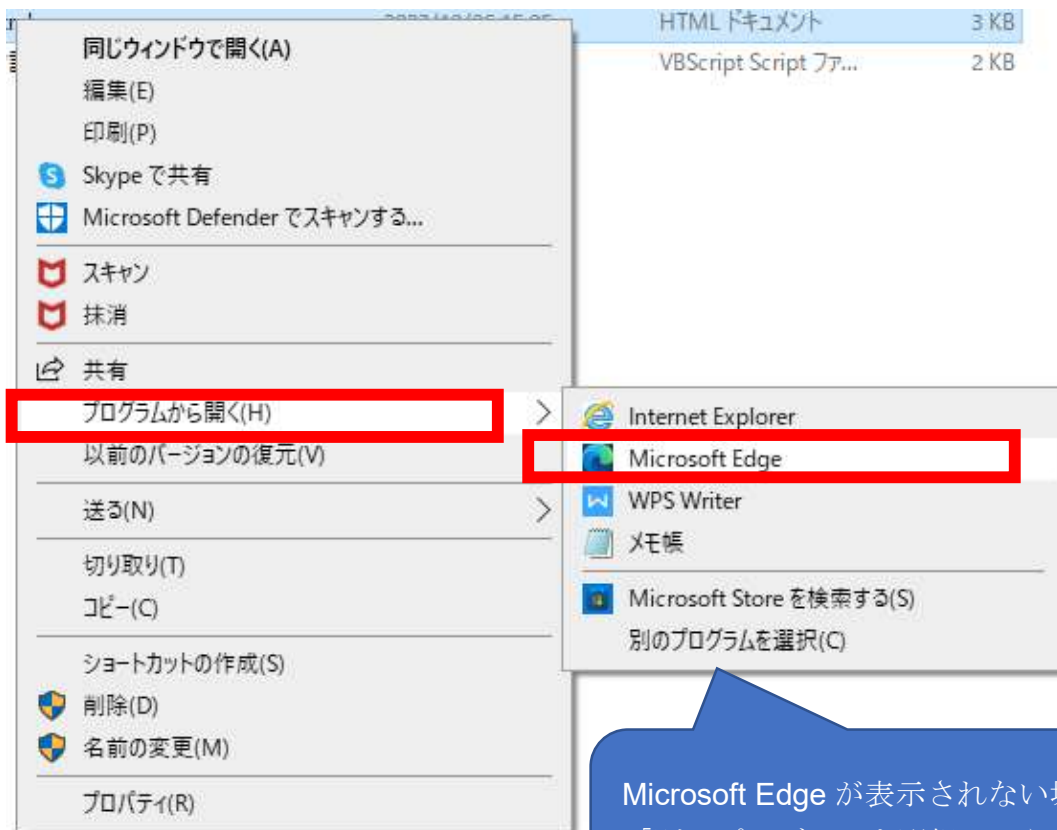 HTML ドキュメント 3 KB
VBScript Script ファ... 2 KB
同じウィンドウで開く(A)
編集(E)
印刷(P)
Skype で共有
Microsoft Defender でスキャンする...
スキャン
抹消
共有
プログラムから開く(H)
以前のバージョンの復元(V)
送る(N)
切り取り(T)
コピー(C)
ショートカットの作成(S)
削除(D)
名前の変更(M)
プロパティ(R)
Internet Explorer
Microsoft Edge
WPS Writer
メモ帳
Microsoft Store を検索する(S)
別のプログラムを選択(C)
Microsoft Edge が表示されない